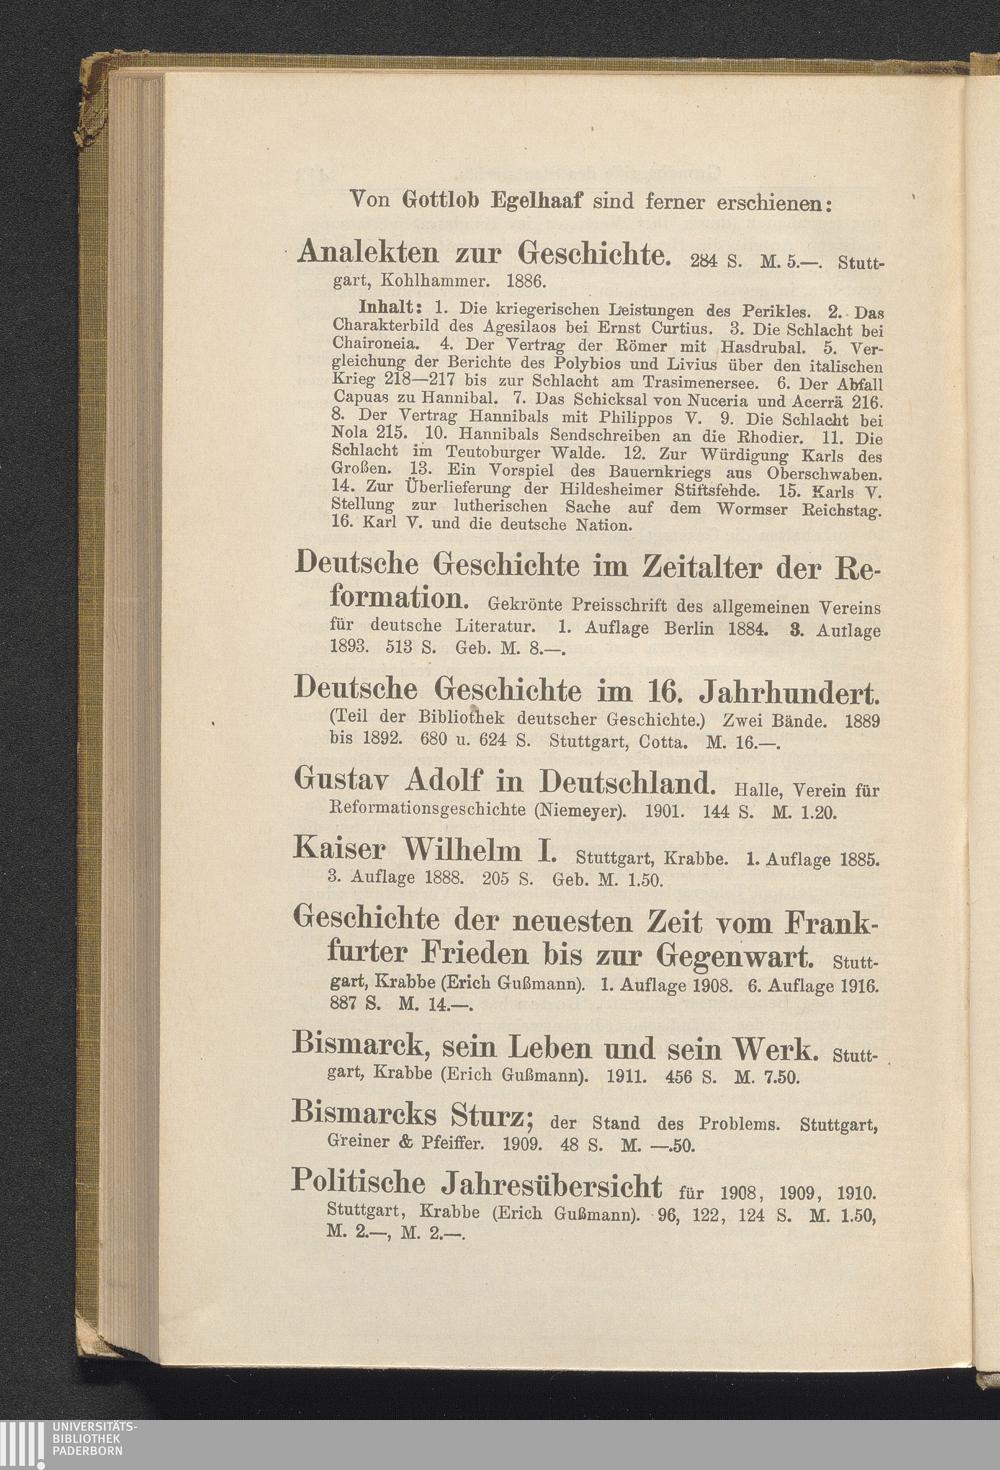 Von Gottlob Egelhaaf sind ferner erschienen:
Analekten zur Geschichte. 284 S. M. 5.—. Stutt-
gart, Kohlhammer. 1886.
Inhalt: 1. Die kriegerischen Leistungen des Perikles. 2. Das
Charakterbild des Agesilaos bei Ernst Curtius. 3. Die Schlacht bei
Chaironeia. 4. Der Vertrag der Römer mit Hasdrubal. 5. Ver-
gleichung der Berichte des Polybios und Livius über den italischen
Krieg 218—217 bis zur Schlacht am Trasimenersee. 6. Der Abfall
Capuas zu Hannibal. 7. Das Schicksal von Nuceria und Acerrä 216.
8. Der Vertrag Hannibals mit Philippos V. 9. Die Schlacht bei
Nola 215. 10. Hannibals Sendschreiben an die Rhodier. 11. Die
Schlacht im Teutoburger Walde. 12. Zur Würdigung Karls des
Großen. 13. Ein Vorspiel des Bauernkriegs aus Oberschwaben.
14. Zur Überlieferung der Hildesheimer Stiftsfehde. 15. Karls V.
Stellung zur lutherischen Sache auf dem Wormser Reichstag.
16. Karl V. und die deutsche Nation.
Deutsche Geschichte im Zeitalter der Re-
formation. Gekrönte Preisschrift des allgemeinen Vereins
für deutsche Literatur. 1. Auflage Berlin 1884. 3. Auflage
1893. 513 S. Geb. M. 8.—.
Deutsche Geschichte im 16. Jahrhundert.
(Teil der Bibliothek deutscher Geschichte.) Zwei Bände. 1889
bis 1892. 680 u. 624 S. Stuttgart, Cotta. M. 16.—.
Gustav Adolf in Deutschland. Halle, Verein für
Reformationsgeschichte (Niemeyer). 1901. 144 S. M. 1.20.
Kaiser Wilhelm I. Stuttgart, Krabbe. 1. Auflage 1885.
3. Auflage 1888. 205 S. Geb. M. 1.50.
Geschichte der neuesten Zeit vom Frank-
furter Frieden bis zur Gegenwart. Stutt-
gart, Krabbe (Erich Gußmann). 1. Auflage 1908. 6. Auflage 1916.
887 S. M. 14.—.
Bismarck, sein Leben und sein Werk. Stutt-
gart, Krabbe (Erich Gußmann). 1911. 456 S. M. 7.50.
Bismarcks Sturz; der Stand des Problems. Stuttgart,
Greiner & Pfeiffer. 1909. 48 S. M. —.50.
Politische Jahresübersicht für 1908, 1909, 1910.
Stuttgart, Krabbe (Erich Gußmann). 96, 122, 124 S. M. 1.50,
M. 2.—, M. 2.—.
UNIVERSITÄTS-
BIBLIOTHEK
PADERBORN